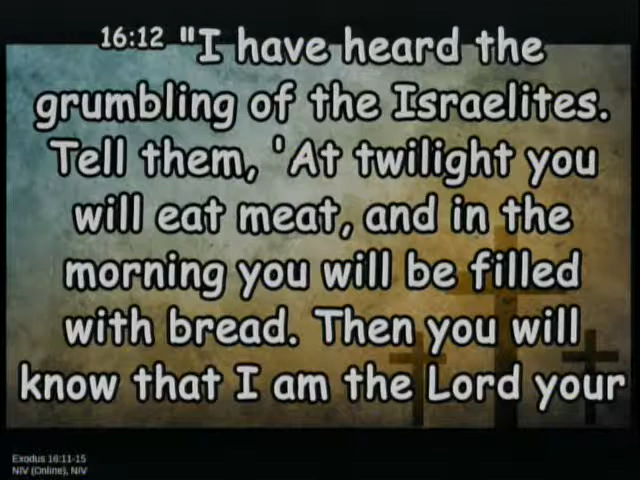 16:12 "I have heard the
grumbling of the Israelites.
Tell them, 'At twilight you
will eat meat, and in the
morning you will be filled
with bread. Then you will
know that I am the Lord your
Exodus 16:11-15
NIV (Online), NIV